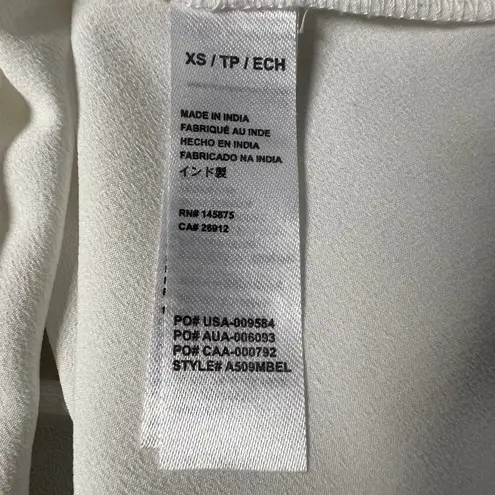 XS / TP / ECH
MADE IN INDIA
FABRIQUÉ AU INDE
HECHO EN INDIA
FABRICADO NA INDIA
インド製
RN# 145875
CA# 26912
PO# USA-009584
PO# AUA-006093
PO# CAA-000792
STYLE# A509MBEL